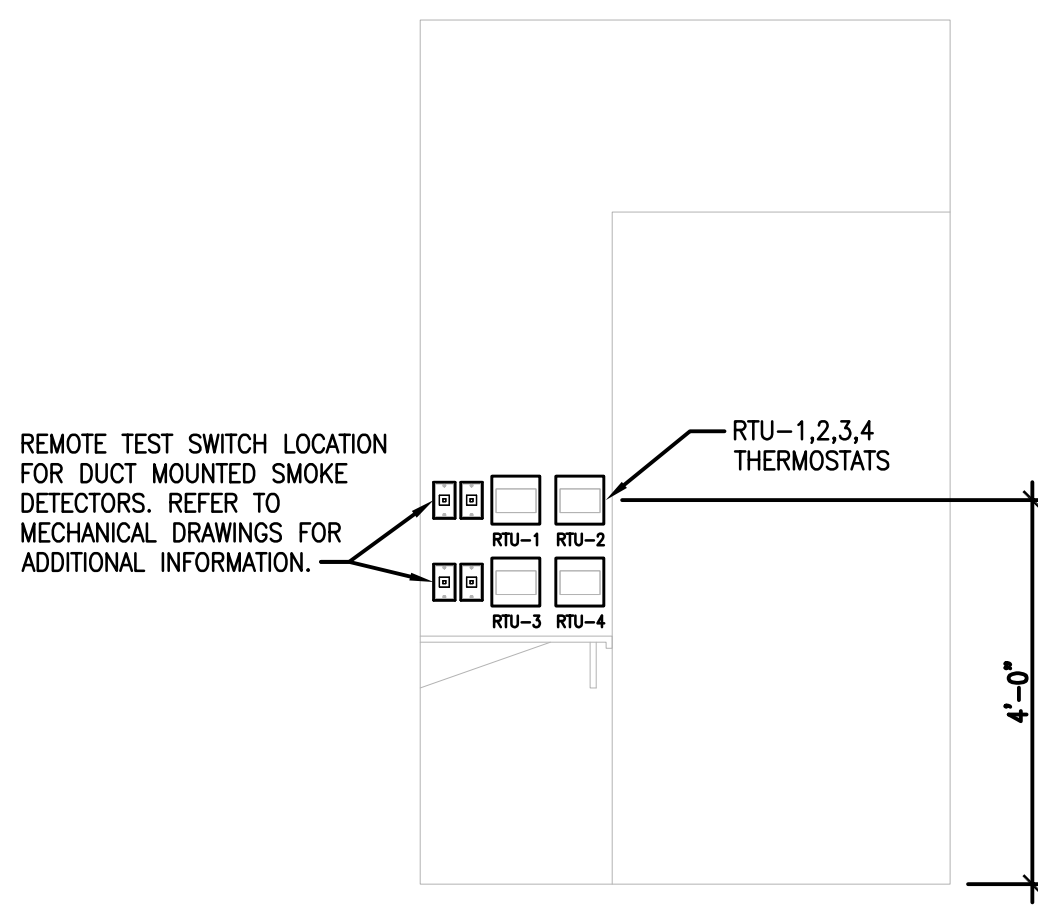 REMOTE TEST SWITCH LOCATION
FOR DUCT MOUNTED SMOKE
DETECTORS. REFER TO
MECHANICAL DRAWINGS FOR
ADDITIONAL INFORMATION.
RTU-1,2,3,4
THERMOSTATS
RTU-1 RTU-2
RTU-3 RTU-4
4'-0"